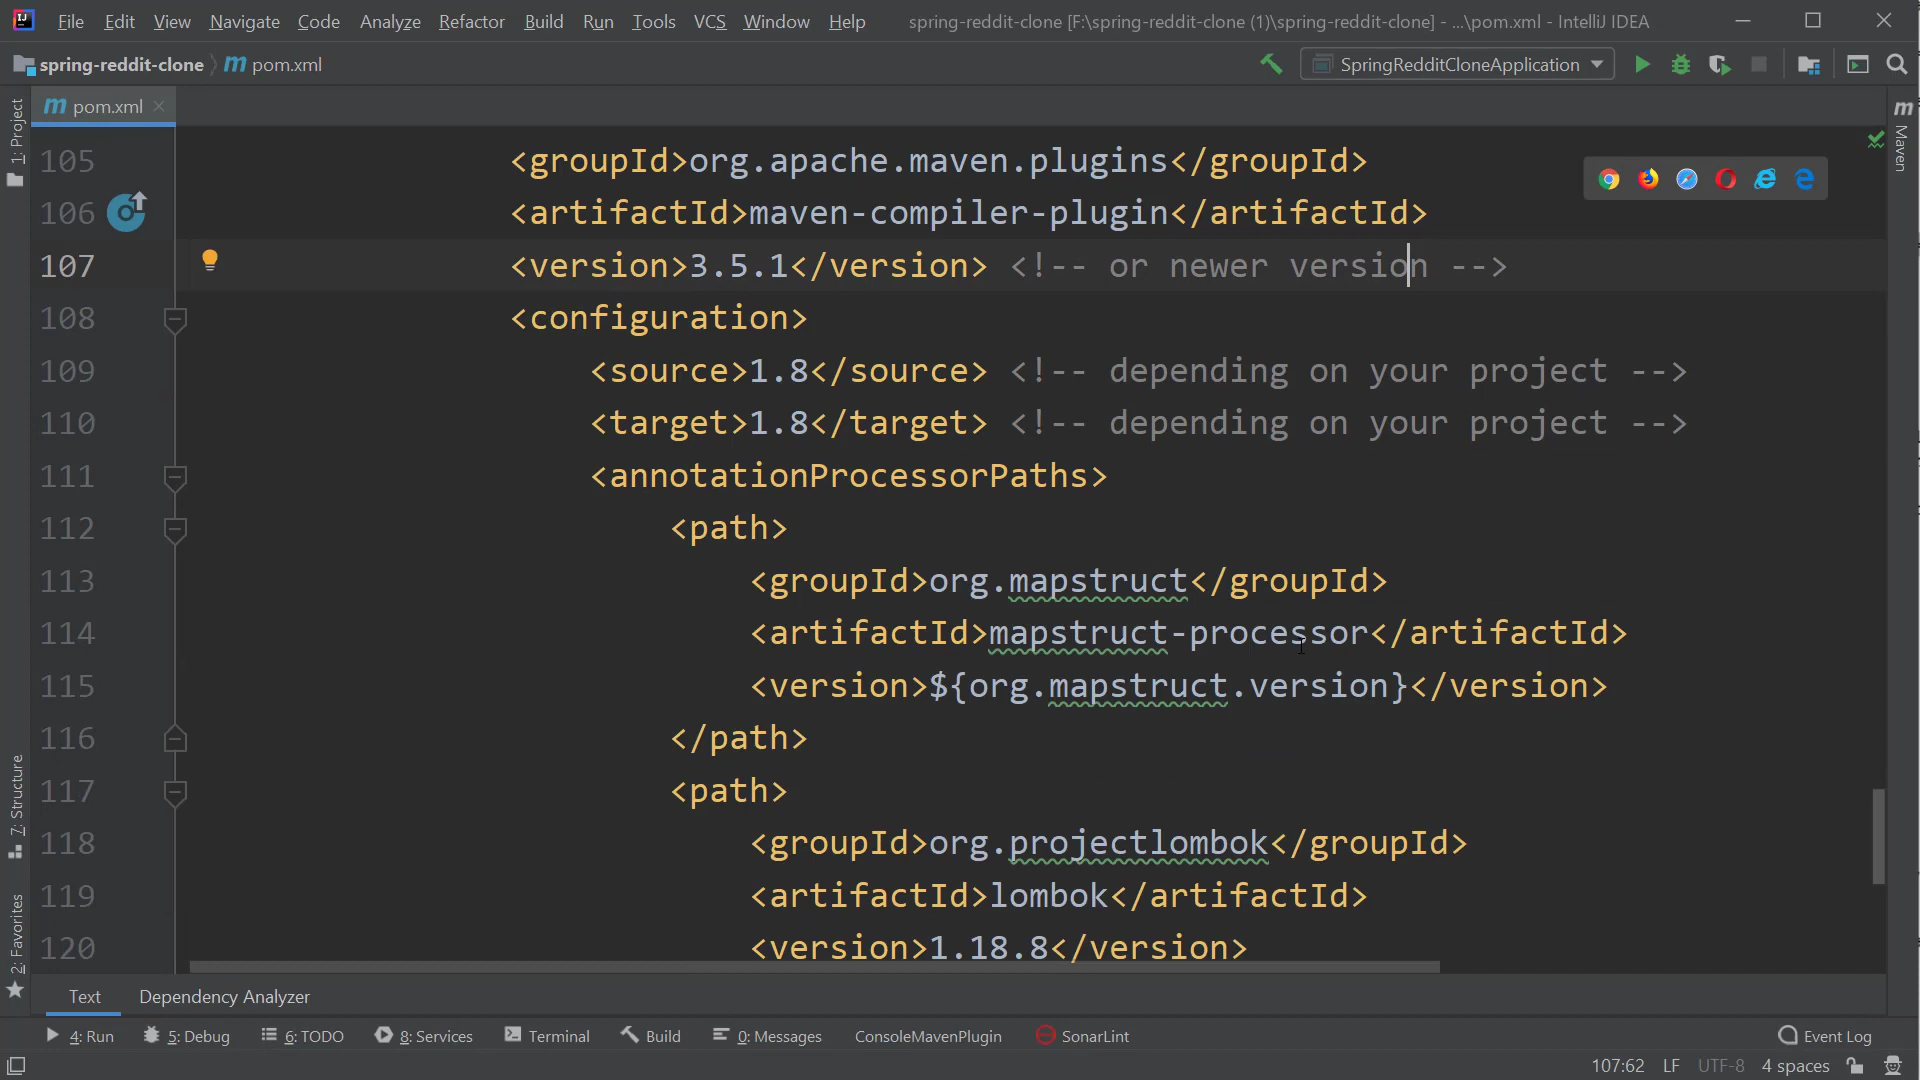 File Edit View Navigate Code Analyze Refactor Build Run Tools VCS Window Help spring-reddit-clone [F:\spring-reddit-clone (1)\spring-reddit-clone] - ...\pom.xml - IntelliJ IDEA
spring-reddit-clone pom.xml SpringRedditCloneApplication
pom.xml
1: Project
Maven
105 <groupId>org.apache.maven.plugins</groupId>
106 <artifactId>maven-compiler-plugin</artifactId>
107 <version>3.5.1</version> <!-- or newer version -->
108 <configuration>
109 <source>1.8</source> <!-- depending on your project -->
110 <target>1.8</target> <!-- depending on your project -->
111 <annotationProcessorPaths>
112 <path>
113 <groupId>org.mapstruct</groupId>
114 <artifactId>mapstruct-processor</artifactId>
115 <version>${org.mapstruct.version}</version>
116 </path>
117 <path>
118 <groupId>org.projectlombok</groupId>
119 <artifactId>lombok</artifactId>
120 <version>1.18.8</version>
7: Structure
2: Favorites
Text Dependency Analyzer
4: Run 5: Debug 6: TODO 8: Services Terminal Build 0: Messages ConsoleMavenPlugin SonarLint Event Log
107:62 LF UTF-8 4 spaces